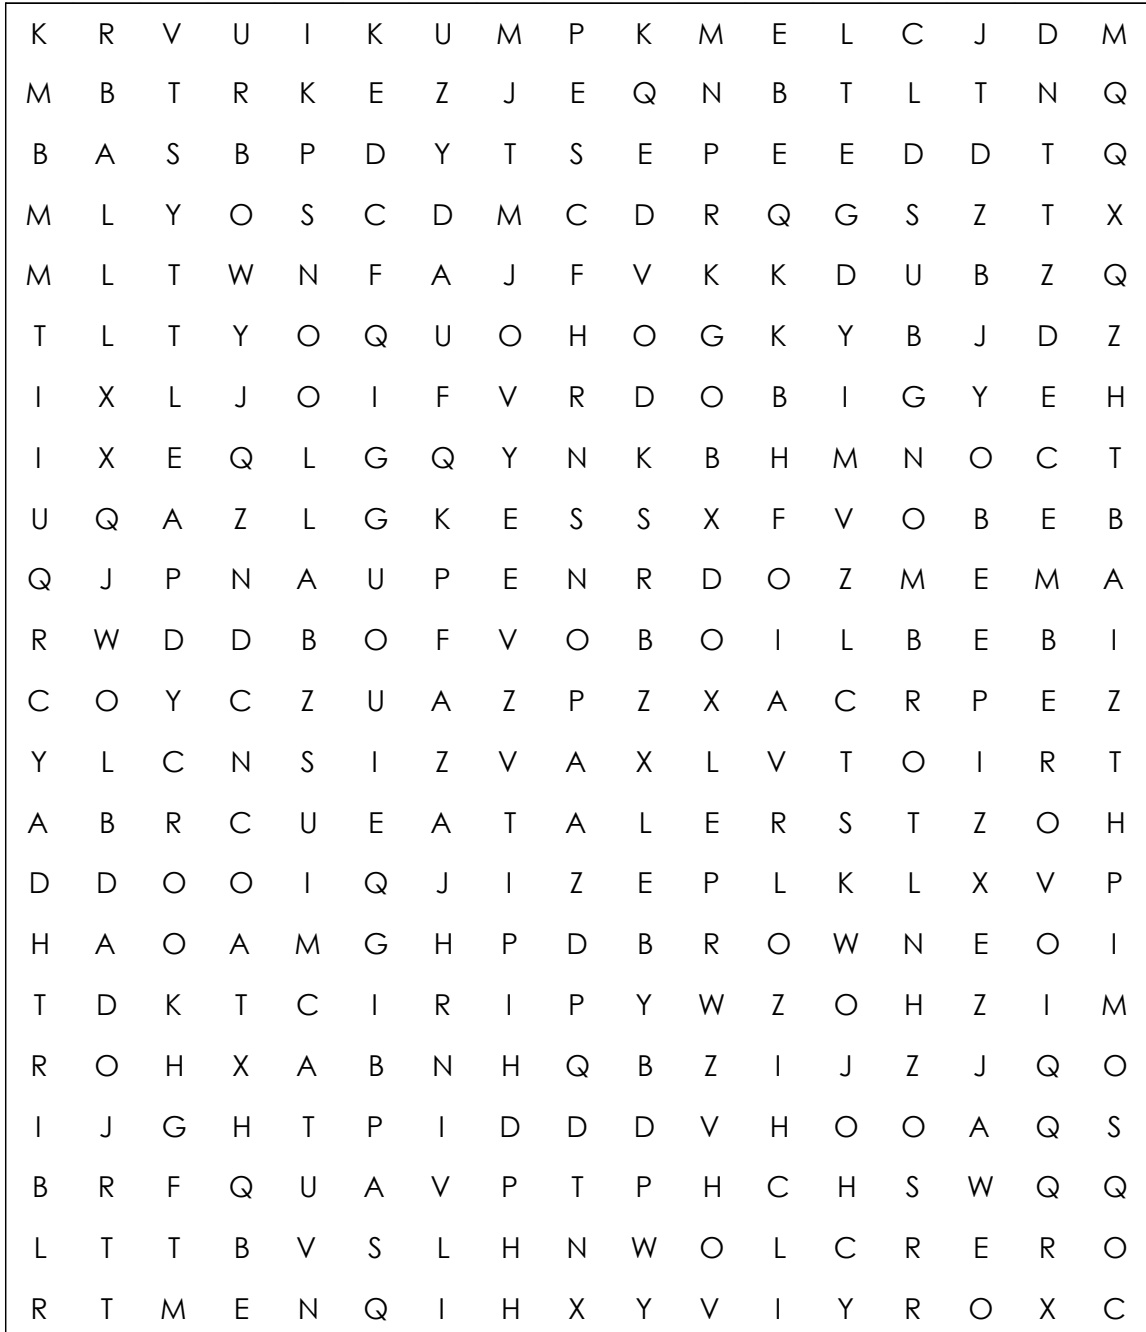 K R V U I K U M P K M E L C J D M
M B T R K E Z J E Q N B T L T N Q
B A S B P D Y T S E P E E D D T Q
M L Y O S C D M C D R Q G S Z T X
M L T W N F A J F V K K D U B Z Q
T L T Y O Q U O H O G K Y B J D Z
I X L J O I F V R D O B I G Y E H
I X E Q L G Q Y N K B H M N O C T
U Q A Z L G K E S S X F V O B E B
Q J P N A U P E N R D O Z M E M A
R W D D B O F V O B O I L B E B I
C O Y C Z U A Z P Z X A C R P E Z
Y L C N S I Z V A X L V T O I R T
A B R C U E A T A L E R S T Z O H
D D O O I Q J I Z E P L K L X V P
H A O A M G H P D B R O W N E O I
T D K T C I R I P Y W Z O H Z I M
R O H X A B N H Q B Z I J Z J Q O
I J G H T P I D D D V H O O A Q S
B R F Q U A V P T P H C H S W Q Q
L T T B V S L H N W O L C R E R O
R T M E N Q I H X Y V I Y R O X C